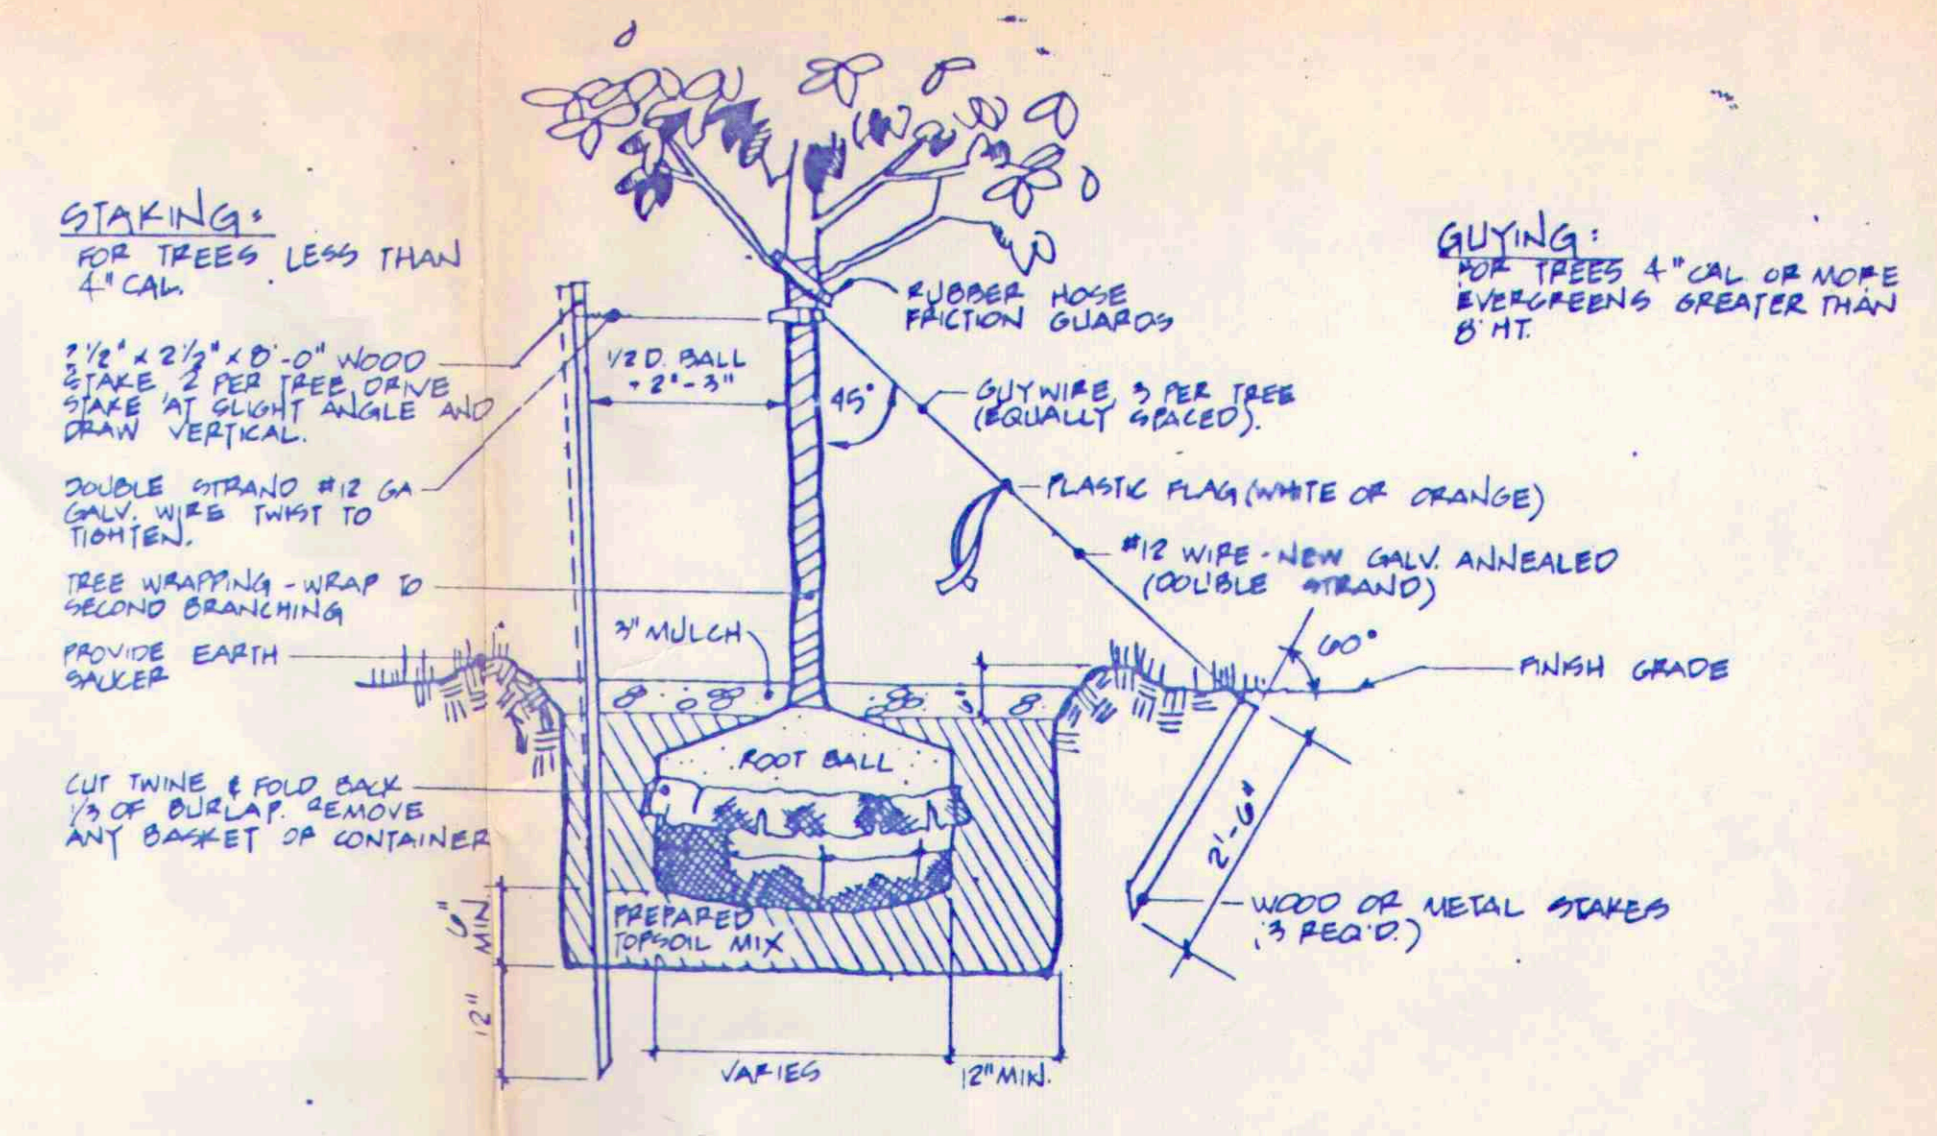 STAKING:
FOR TREES LESS THAN
4" CAL.
2 1/2" x 2 1/2" x 8'-0" WOOD
STAKE 2 PER TREE, DRIVE
STAKE AT SLIGHT ANGLE AND
DRAW VERTICAL.
DOUBLE STRAND #12 GA
GALV. WIRE TWIST TO
TIGHTEN.
TREE WRAPPING - WRAP TO
SECOND BRANCHING
PROVIDE EARTH
SAUCER
CUT TWINE & FOLD BACK
1/3 OF BURLAP. REMOVE
ANY BASKET OR CONTAINER
6"
MIN.
12"
1/2 D. BALL
+ 2"-3"
3" MULCH
ROOT BALL
PREPARED
TOPSOIL MIX
VARIES
12" MIN.
RUBBER HOSE
FRICTION GUARDS
45°
GUYWIRE, 3 PER TREE
(EQUALLY SPACED).
PLASTIC FLAG (WHITE OR ORANGE)
#12 WIRE - NEW GALV. ANNEALED
(DOUBLE STRAND)
60°
FINISH GRADE
2'-6"
WOOD OR METAL STAKES
(3 REQ'D.)
GUYING:
FOR TREES 4" CAL. OR MORE
EVERGREENS GREATER THAN
8' HT.